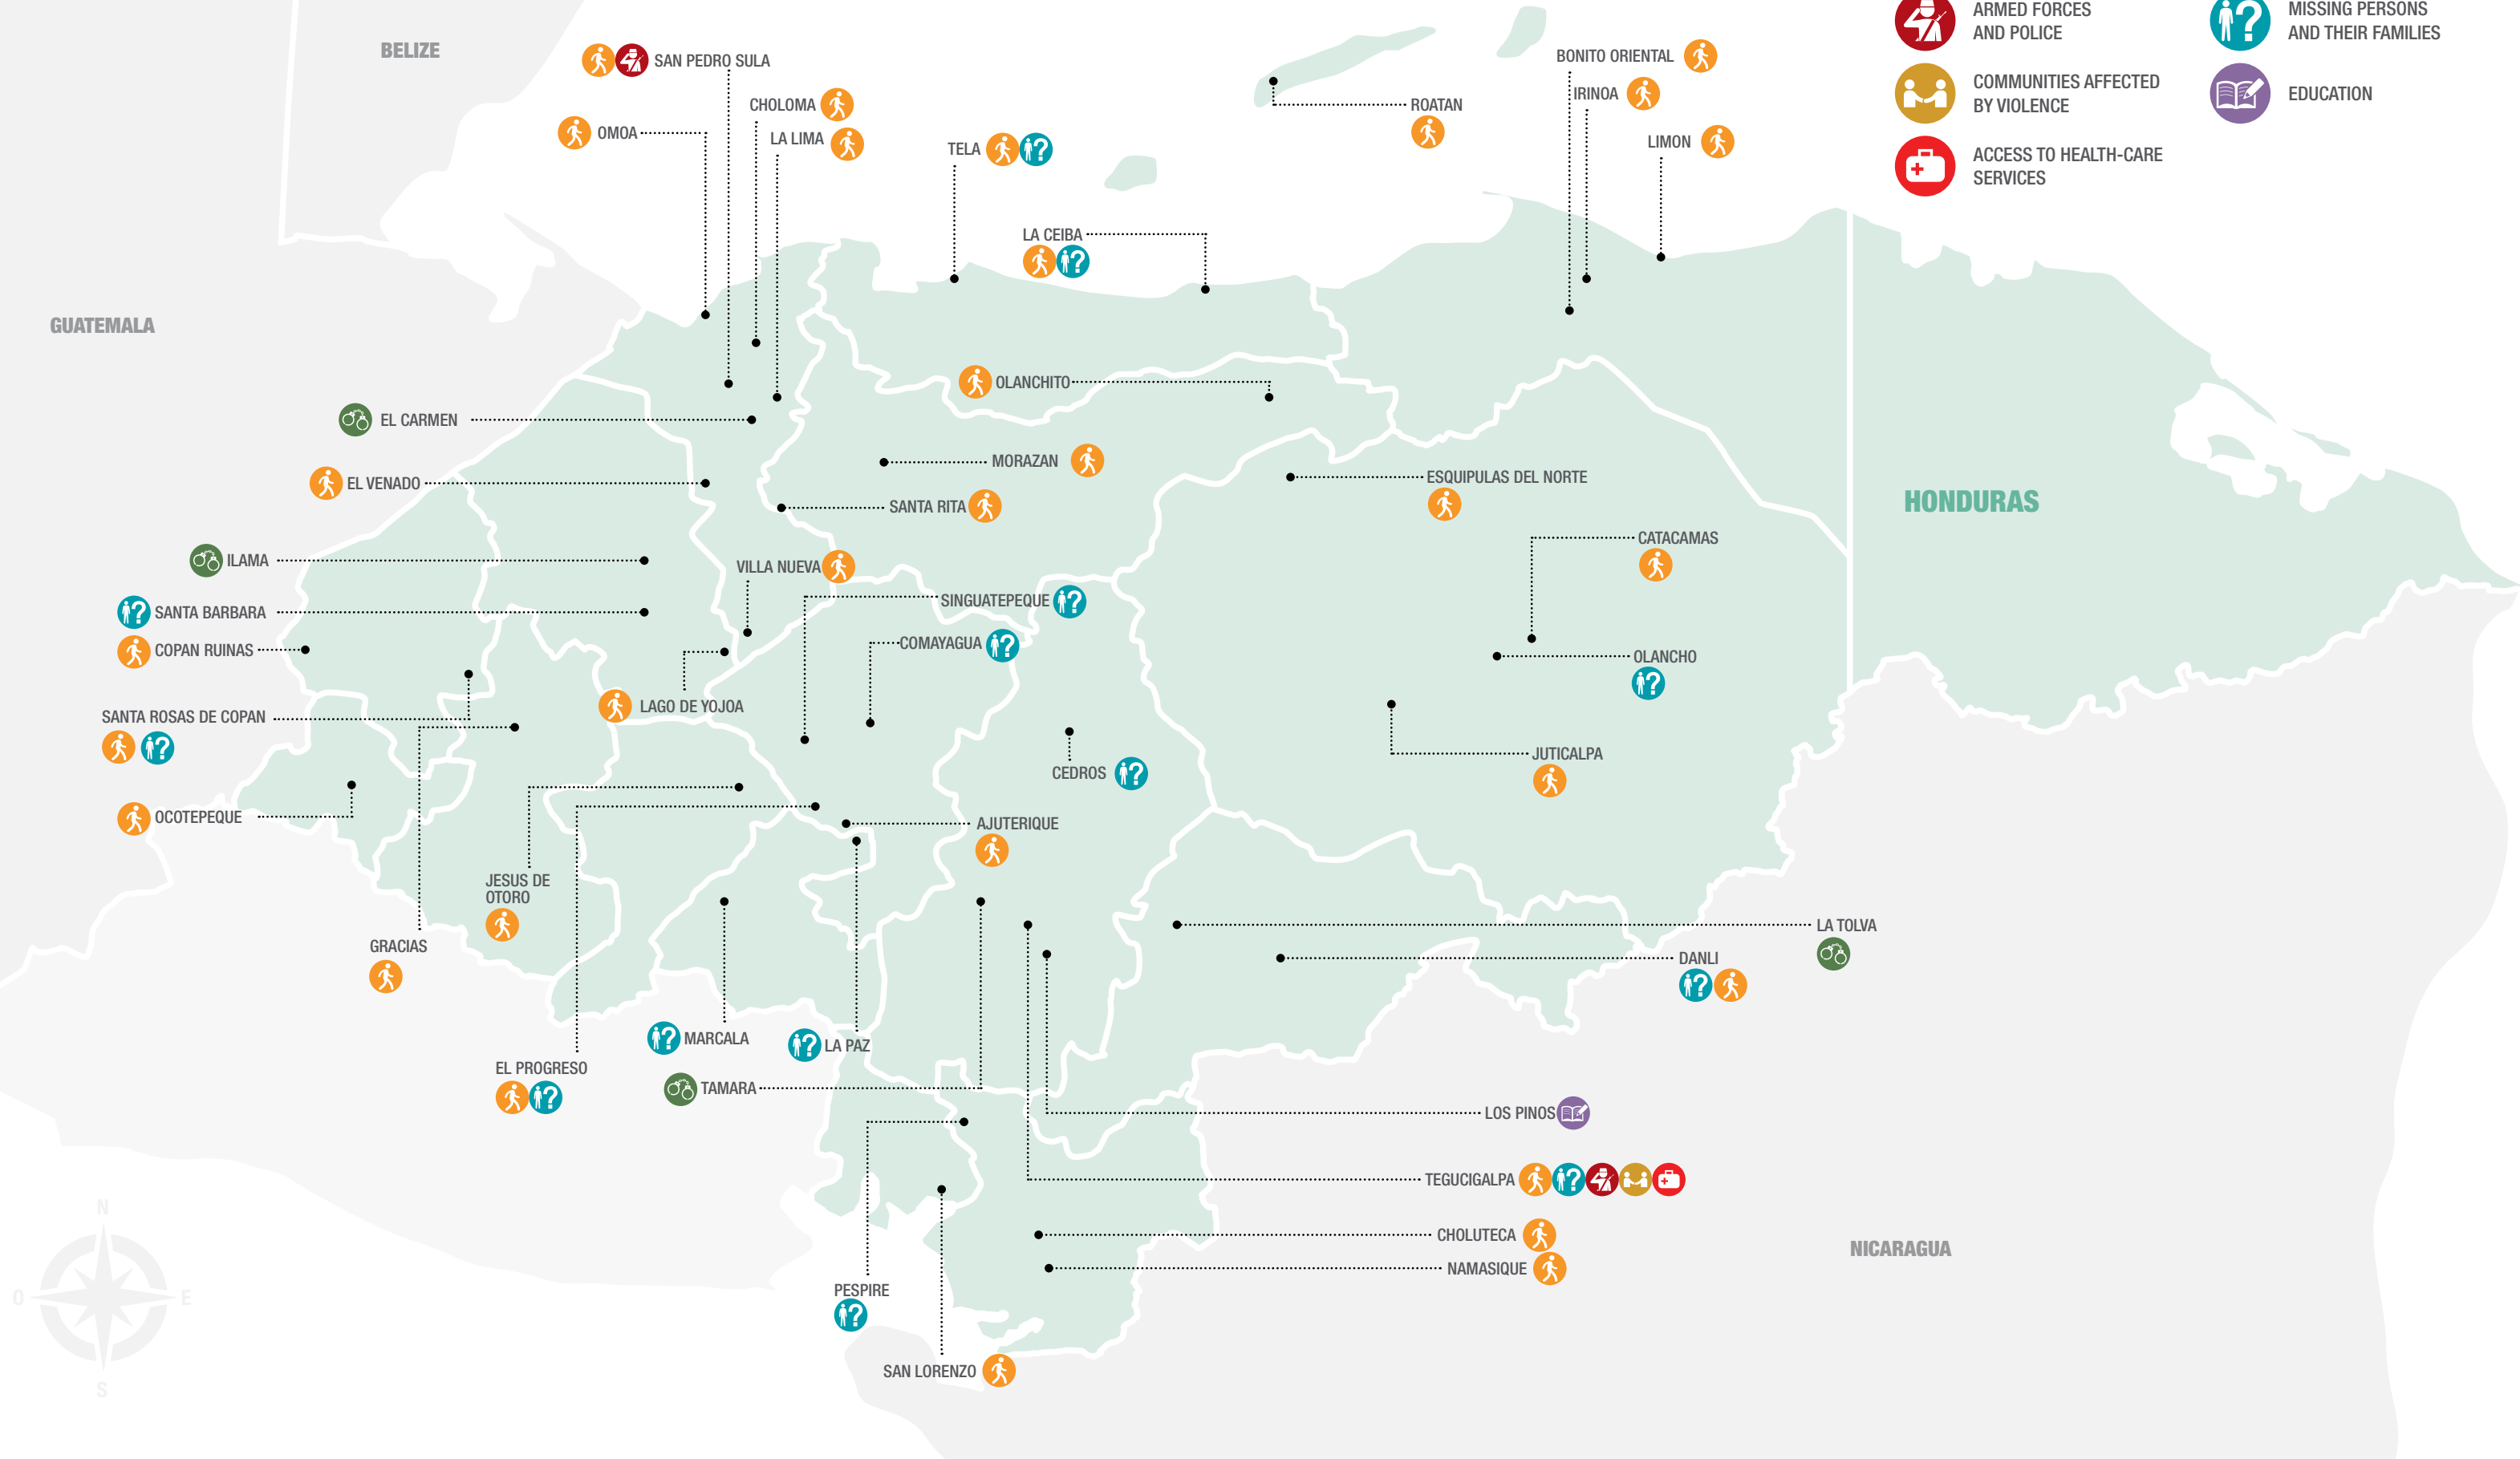 ARMED FORCES
AND POLICE
MISSING PERSONS
AND THEIR FAMILIES
COMMUNITIES AFFECTED
BY VIOLENCE
EDUCATION
ACCESS TO HEALTH-CARE
SERVICES
BELIZE
SAN PEDRO SULA
BONITO ORIENTAL
CHOLOMA
IRINOA
ROATAN
OMOA
LA LIMA
TELA
LIMON
LA CEIBA
GUATEMALA
OLANCHITO
EL CARMEN
MORAZAN
EL VENADO
ESQUIPULAS DEL NORTE
SANTA RITA
HONDURAS
CATACAMAS
ILAMA
VILLA NUEVA
SINGUATEPEQUE
SANTA BARBARA
COMAYAGUA
COPAN RUINAS
OLANCHO
LAGO DE YOJOA
SANTA ROSAS DE COPAN
JUTICALPA
CEDROS
OCOTEPEQUE
AJUTERIQUE
JESUS DE
OTORO
GRACIAS
LA TOLVA
DANLI
MARCALA
LA PAZ
EL PROGRESO
TAMARA
LOS PINOS
TEGUCIGALPA
CHOLUTECA
NICARAGUA
NAMASIQUE
PESPIRE
SAN LORENZO
N
O
E
S